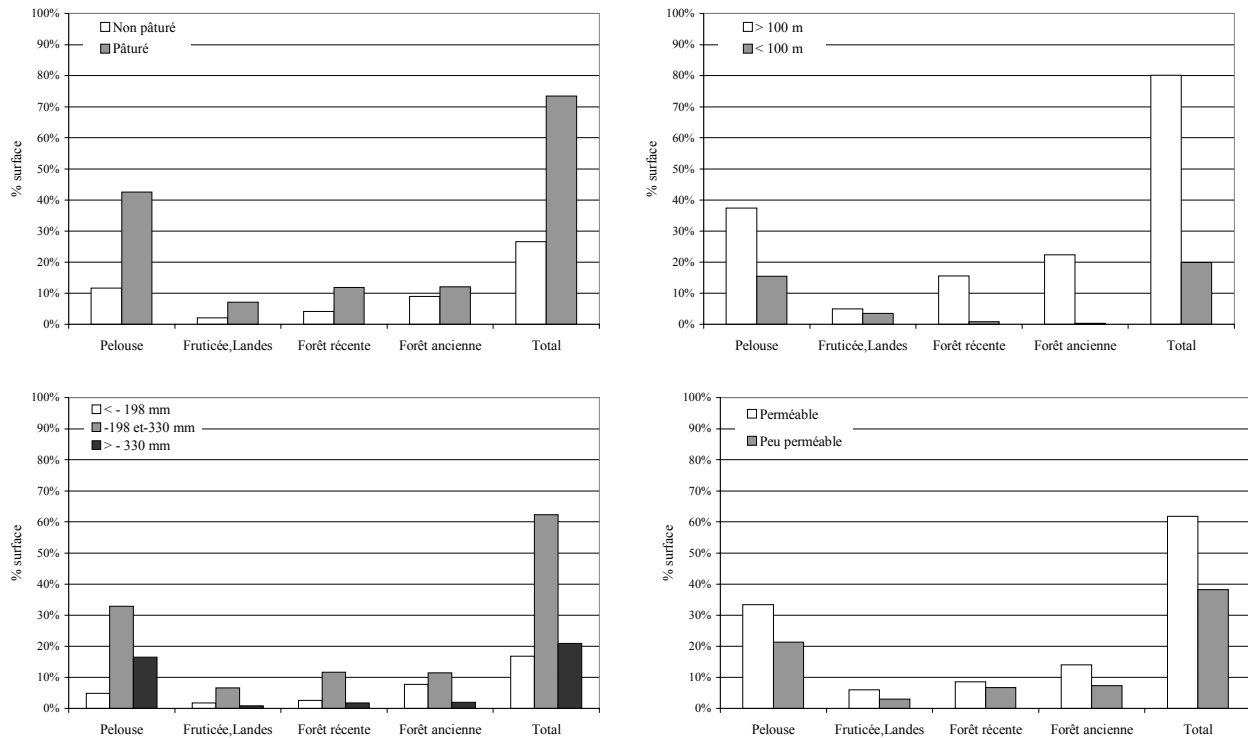 100%
90%
80%
70%
60%
50%
40%
30%
20%
10%
0%
% surface
Non pâturé
Pâturé
Pelouse
Fruticée,Landes
Forêt récente
Forêt ancienne
Total
100%
90%
80%
70%
60%
50%
40%
30%
20%
10%
0%
% surface
> 100 m
< 100 m
Pelouse
Fruticée,Landes
Forêt récente
Forêt ancienne
Total
100%
90%
80%
70%
60%
50%
40%
30%
20%
10%
0%
% surface
< - 198 mm
-198 et-330 mm
> - 330 mm
Pelouse
Fruticée,Landes
Forêt récente
Forêt ancienne
Total
100%
90%
80%
70%
60%
50%
40%
30%
20%
10%
0%
% surface
Perméable
Peu perméable
Pelouse
Fruticée,Landes
Forêt récente
Forêt ancienne
Total